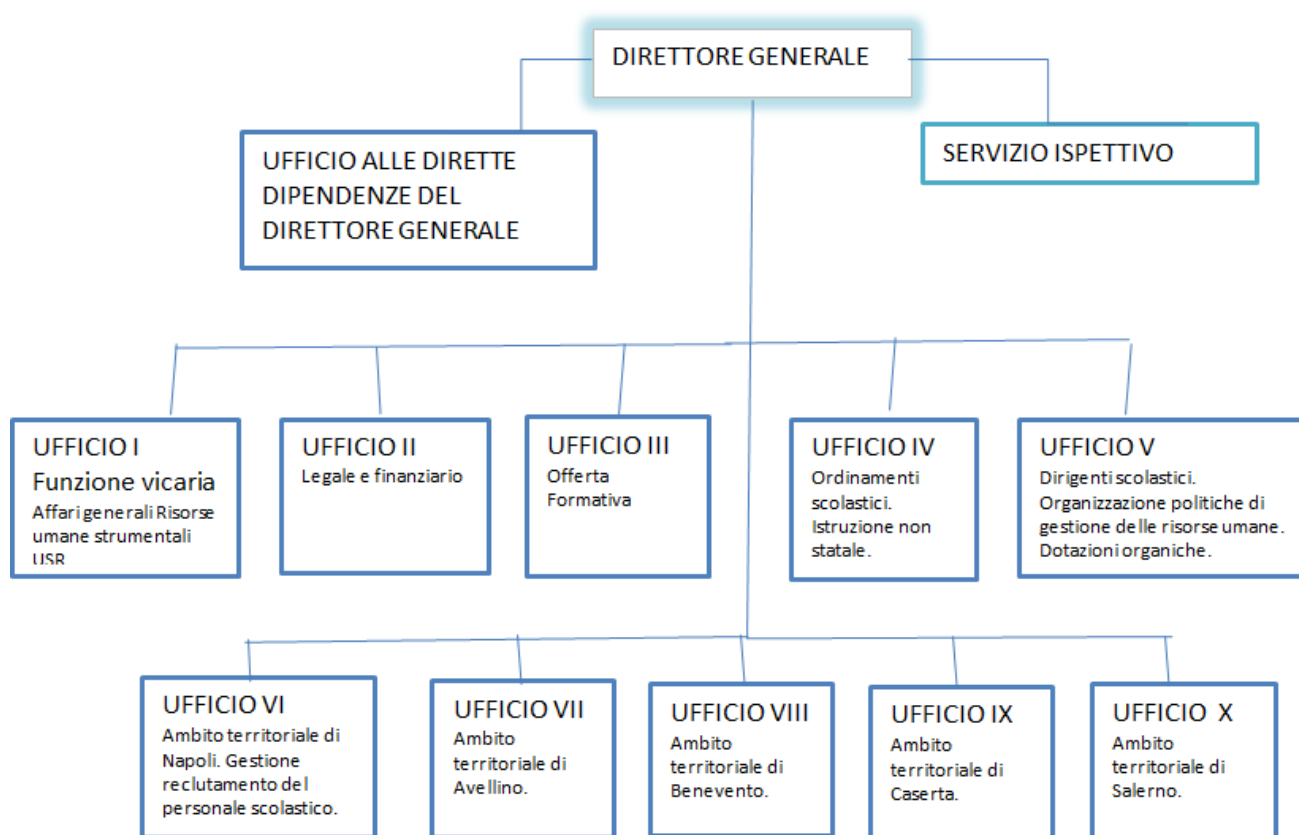 DIRETTORE GENERALE
UFFICIO ALLE DIRETTE
DIPENDENZE DEL
DIRETTORE GENERALE
SERVIZIO ISPETTIVO
UFFICIO I
Funzione vicaria
Affari generali Risorse
umane strumentali
USR
UFFICIO II
Legale e finanziario
UFFICIO III
Offerta
Formativa
UFFICIO IV
Ordinamenti
scolastici.
Istruzione non
statale.
UFFICIO V
Dirigenti scolastici.
Organizzazione politiche di
gestione delle risorse umane.
Dotazioni organiche.
UFFICIO VI
Ambito territoriale di
Napoli. Gestione
reclutamento del
personale scolastico.
UFFICIO VII
Ambito
territoriale di
Avellino.
UFFICIO VIII
Ambito
territoriale di
Benevento.
UFFICIO IX
Ambito
territoriale di
Caserta.
UFFICIO X
Ambito
territoriale di
Salerno.